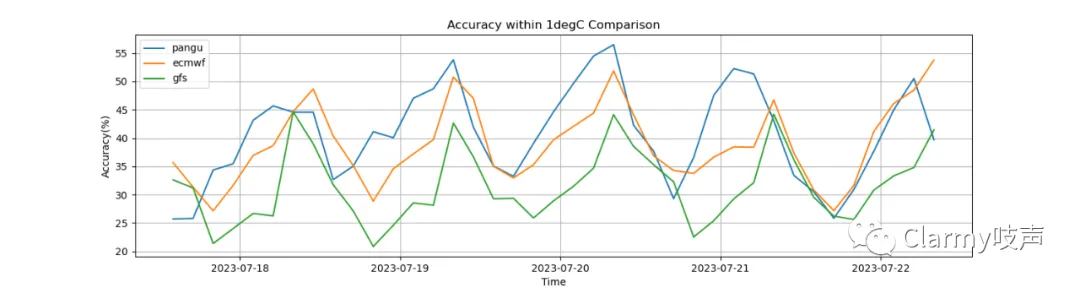 Accuracy within 1degC Comparison
pangu
ecmwf
gfs
Accuracy(%)
55
50
45
40
35
30
25
20
2023-07-18 2023-07-19 2023-07-20 2023-07-21 2023-07-22
Time
Clarmy吱声